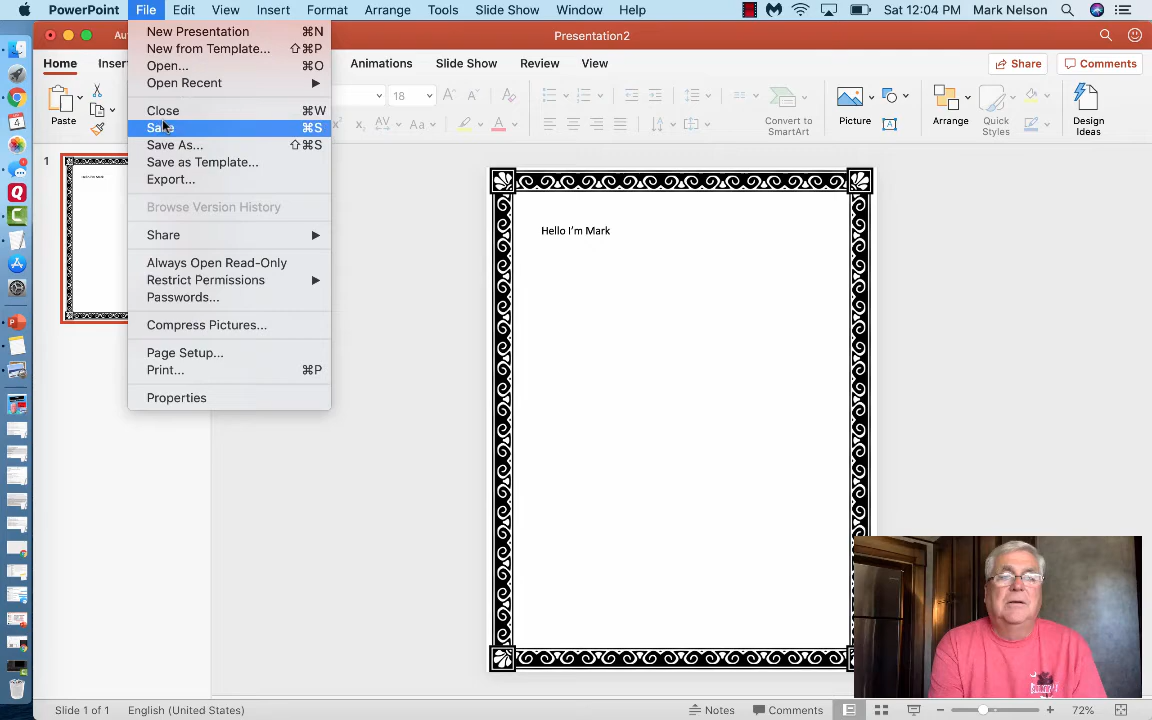 PowerPoint File Edit View Insert Format Arrange Tools Slide Show Window Help Sat 12:04 PM Mark Nelson
Presentation2
Home Animations Slide Show Review View Share Comments
New Presentation ⌘N
New from Template... ⇧⌘P
Open... ⌘O
Open Recent
Close ⌘W
Save ⌘S
Save As... ⇧⌘S
Save as Template...
Export...
Browse Version History
Share
Always Open Read-Only
Restrict Permissions
Passwords...
Compress Pictures...
Page Setup...
Print... ⌘P
Properties
Paste
18
Aa
Convert to
SmartArt
Picture
Arrange
Quick
Styles
Design
Ideas
1
Hello I'm Mark
Slide 1 of 1 English (United States) Notes Comments 72%